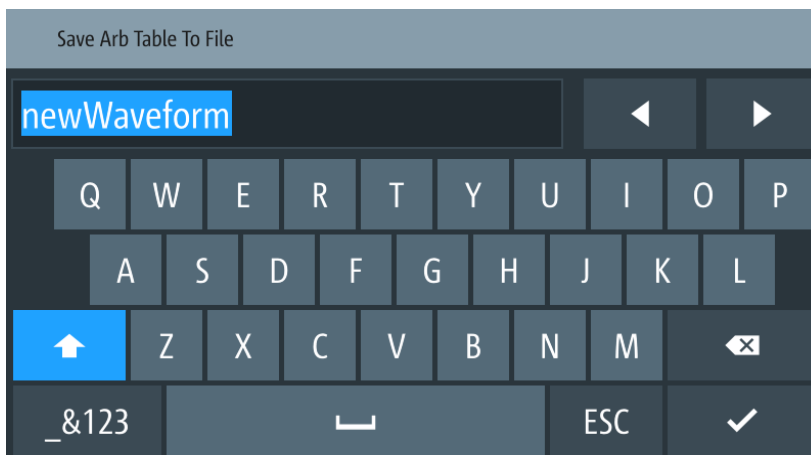 Save Arb Table To File
newWaveform
Q W E R T Y U I O P
A S D F G H J K L
Z X C V B N M
_&123 ESC